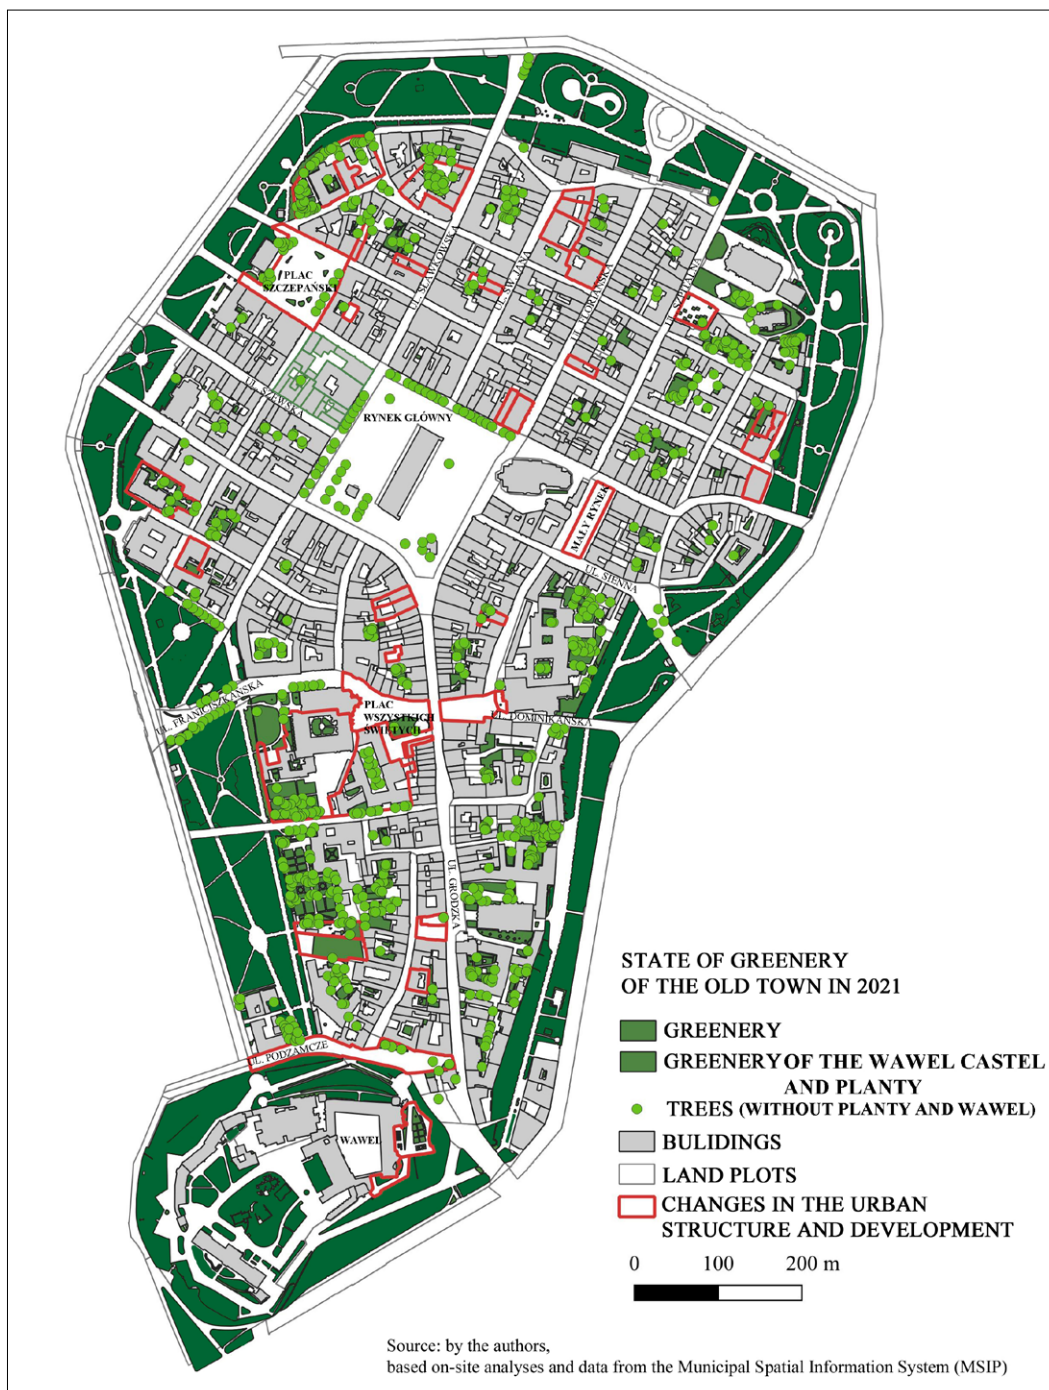 PLAC
SZCZEPAŃSKI
UL. SŁAWKOWSKA
UL. ŚW. JANA
UL. FLORIAŃSKA
UL. SZPITALNA
UL. SZEWSKA
RYNEK GŁÓWNY
MAŁY RYNEK
UL. SIENNA
UL. FRANCISZKAŃSKA
PLAC
WSZYSTKICH
ŚWIĘTYCH
UL. DOMINIKAŃSKA
UL. GRODZKA
UL. PODZAMCZE
WAWEL
STATE OF GREENERY
OF THE OLD TOWN IN 2021
GREENERY
GREENERY OF THE WAWEL CASTEL
AND PLANTY
TREES (WITHOUT PLANTY AND WAWEL)
BULIDINGS
LAND PLOTS
CHANGES IN THE URBAN
STRUCTURE AND DEVELOPMENT
0 100 200 m
Source: by the authors,
based on-site analyses and data from the Municipal Spatial Information System (MSIP)